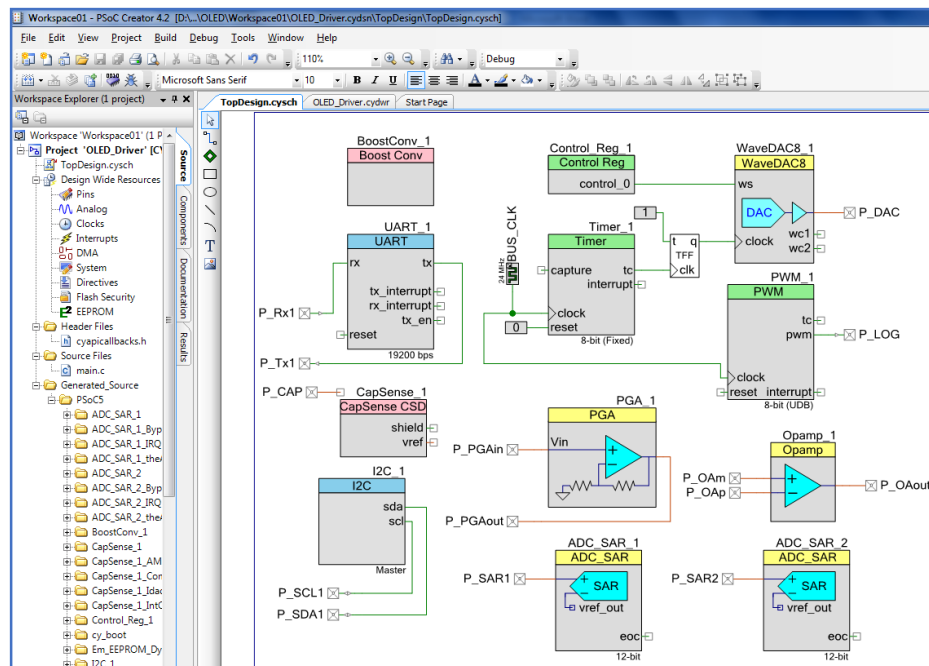 Workspace01 - PSoC Creator 4.2 [D:\...\OLED\Workspace01\OLED_Driver.cydsn\TopDesign\TopDesign.cysch]
File Edit View Project Build Debug Tools Window Help
110% Debug
Microsoft Sans Serif 10 B I U A
Workspace Explorer (1 project)
TopDesign.cysch OLED_Driver.cydwr Start Page
Workspace 'Workspace01' (1 P
Project 'OLED_Driver' [CY
TopDesign.cysch
Design Wide Resources
Pins
Analog
Clocks
Interrupts
DMA
System
Directives
Flash Security
EEPROM
Header Files
cyapicallbacks.h
Source Files
main.c
Generated_Source
PSoC5
ADC_SAR_1
ADC_SAR_1_Byp
ADC_SAR_1_IRQ
ADC_SAR_1_the
ADC_SAR_2
ADC_SAR_2_Byp
ADC_SAR_2_IRQ
ADC_SAR_2_the
BoostConv_1
CapSense_1
CapSense_1_AM
CapSense_1_Con
CapSense_1_Idac
CapSense_1_IntC
Control_Reg_1
cy_boot
Em_EEPROM_Dy
I2C_1
Source
Components
Documentation
Results
T
BoostConv_1
Boost Conv
Control_Reg_1
Control Reg
control_0
WaveDAC8_1
WaveDAC8
ws
DAC
clock
wc1
wc2
P_DAC
UART_1
UART
rx tx
tx_interrupt
rx_interrupt
tx_en
reset
19200 bps
P_Rx1
P_Tx1
BUS_CLK
24 MHz
1
0
Timer_1
Timer
capture tc
interrupt
clock
reset
8-bit (Fixed)
t q
TFF
clk
PWM_1
PWM
tc
pwm
clock
reset interrupt
8-bit (UDB)
P_LOG
P_CAP
CapSense_1
CapSense CSD
shield
vref
PGA_1
PGA
Vin
P_PGAin
P_PGAout
Opamp_1
Opamp
P_OAm
P_OAp
P_OAout
I2C_1
I2C
sda
scl
Master
P_SCL1
P_SDA1
ADC_SAR_1
ADC_SAR
P_SAR1
SAR
vref_out
eoc
12-bit
ADC_SAR_2
ADC_SAR
P_SAR2
SAR
vref_out
eoc
12-bit